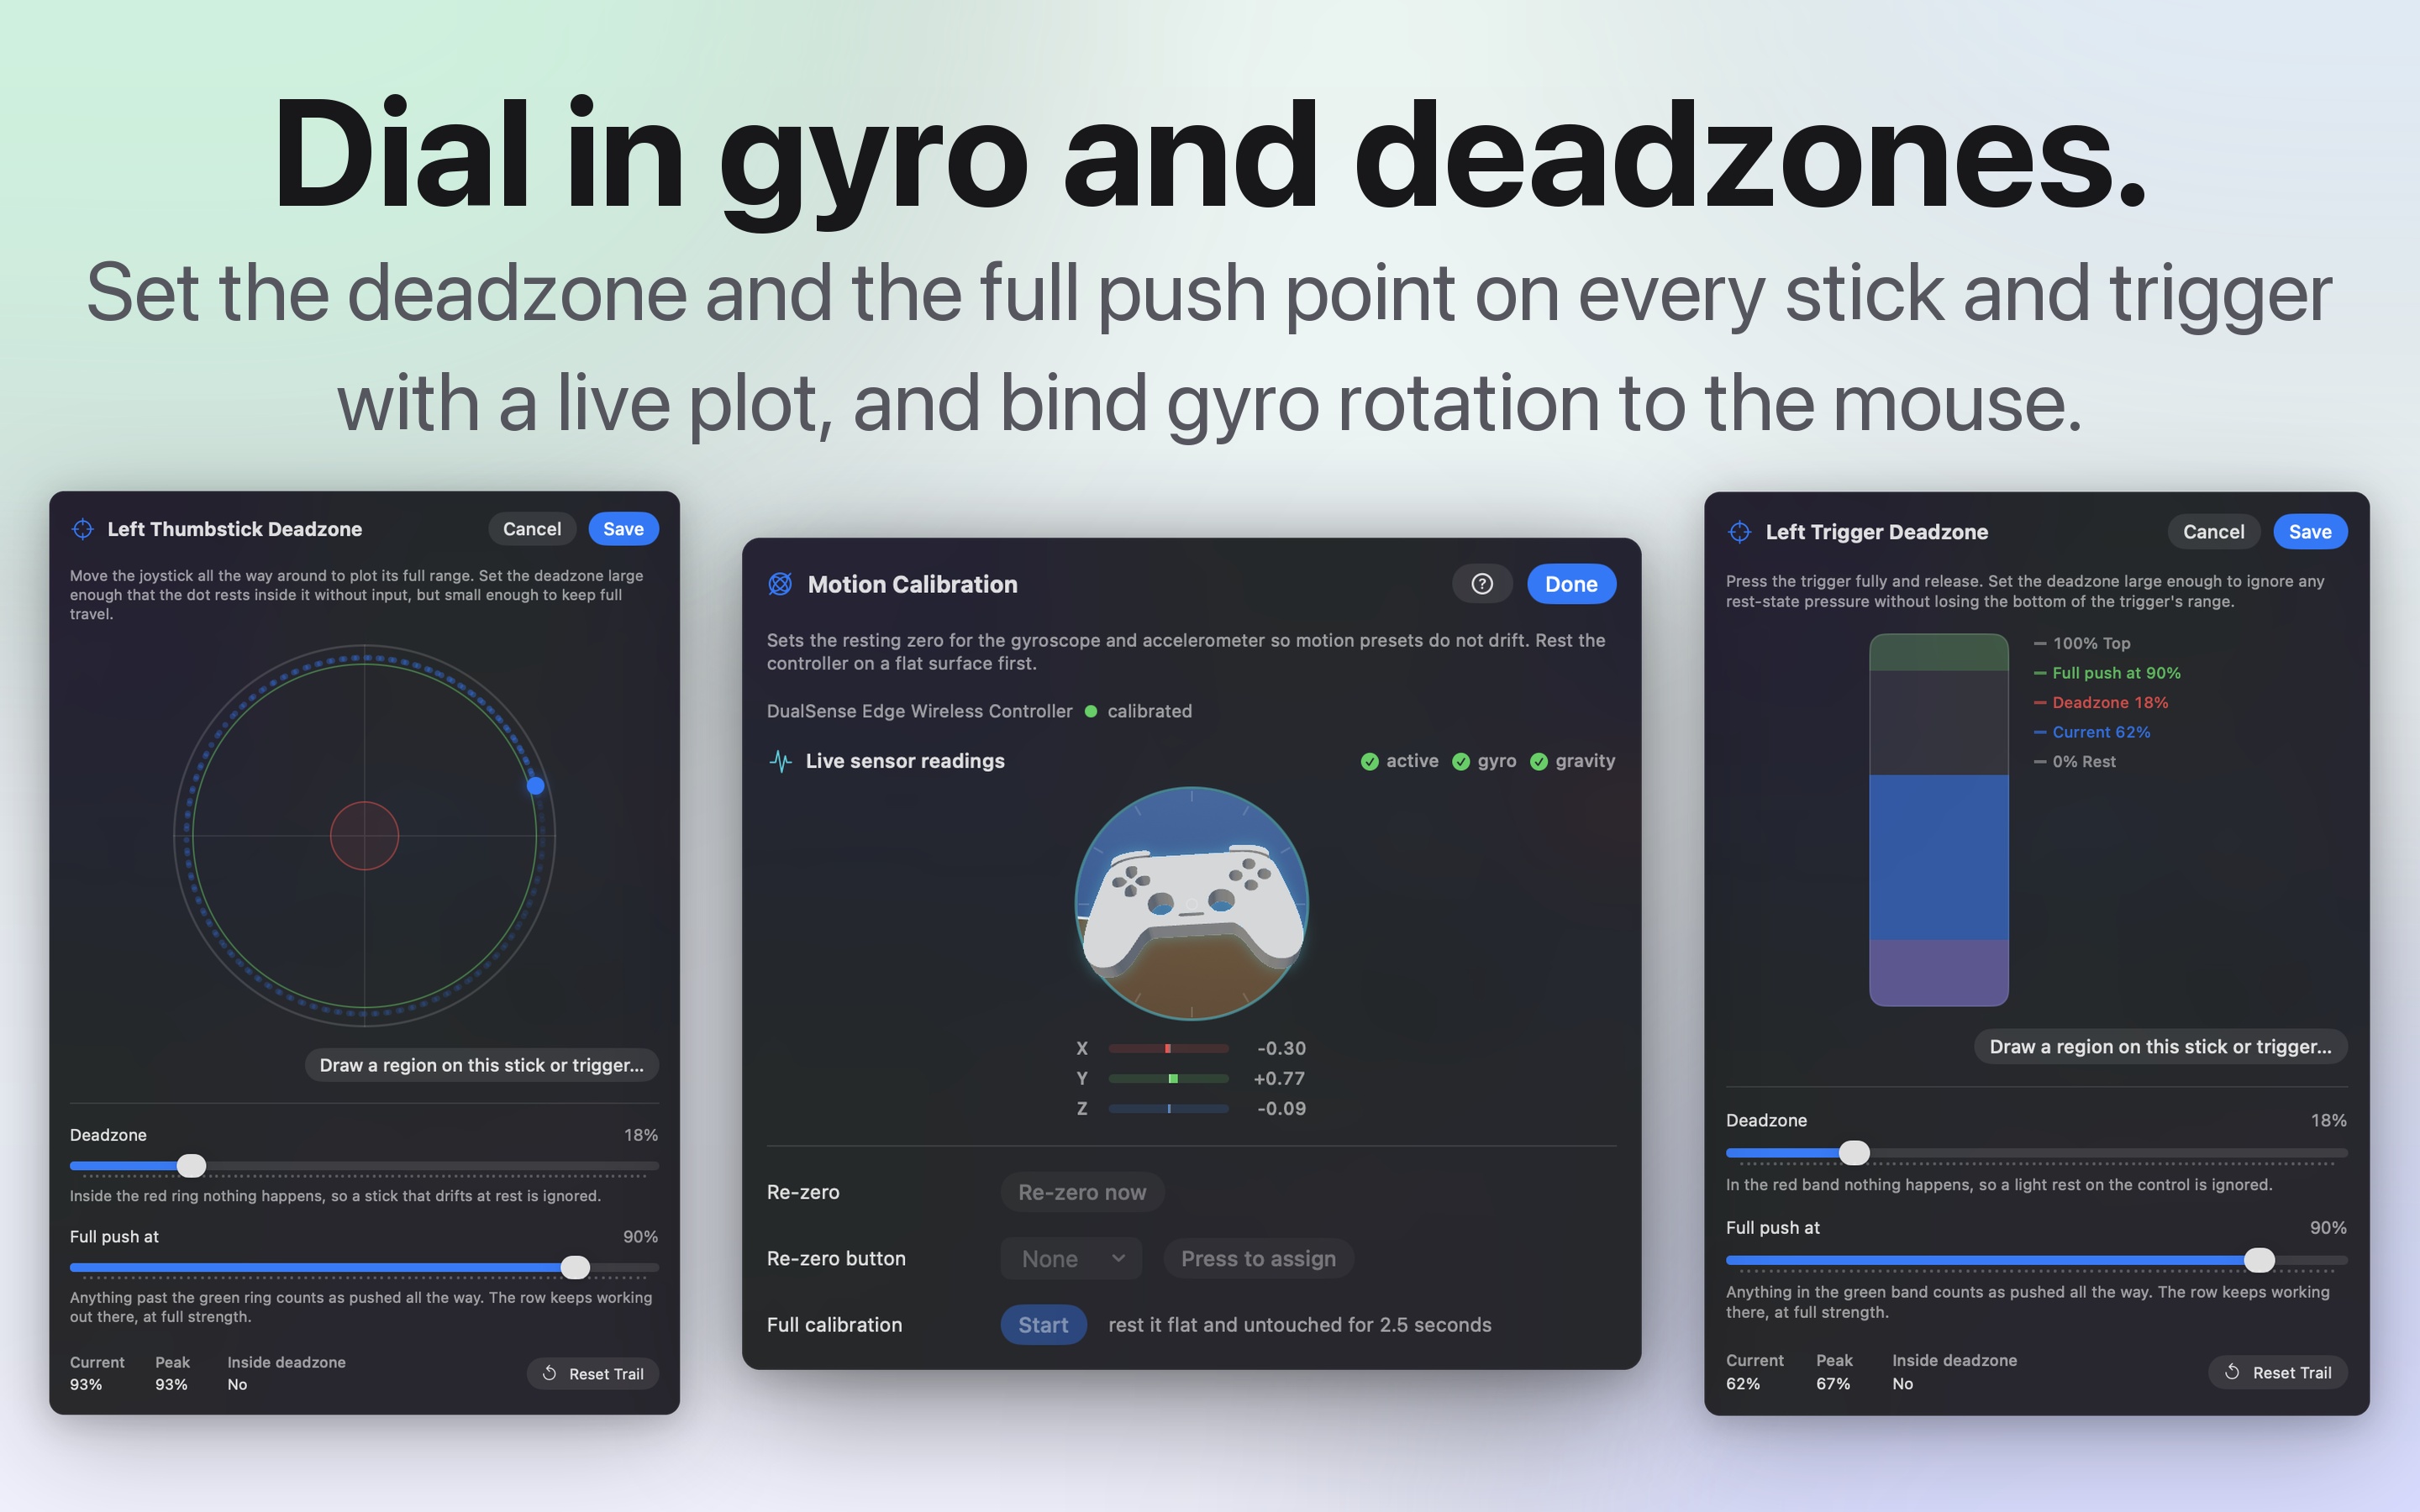 Dial in gyro and deadzones.
Set the deadzone and the full push point on every stick and trigger
with a live plot, and bind gyro rotation to the mouse.
Left Thumbstick Deadzone
Cancel
Save
Move the joystick all the way around to plot its full range. Set the deadzone large
enough that the dot rests inside it without input, but small enough to keep full
travel.
Draw a region on this stick or trigger...
Deadzone 18%
Inside the red ring nothing happens, so a stick that drifts at rest is ignored.
Full push at 90%
Anything past the green ring counts as pushed all the way. The row keeps working
out there, at full strength.
Current Peak Inside deadzone
93% 93% No
Reset Trail
Motion Calibration
?
Done
Sets the resting zero for the gyroscope and accelerometer so motion presets do not drift. Rest the
controller on a flat surface first.
DualSense Edge Wireless Controller calibrated
Live sensor readings
active gyro gravity
X -0.30
Y +0.77
Z -0.09
Re-zero Re-zero now
Re-zero button None Press to assign
Full calibration Start rest it flat and untouched for 2.5 seconds
Left Trigger Deadzone
Cancel
Save
Press the trigger fully and release. Set the deadzone large enough to ignore any
rest-state pressure without losing the bottom of the trigger's range.
100% Top
Full push at 90%
Deadzone 18%
Current 62%
0% Rest
Draw a region on this stick or trigger...
Deadzone 18%
In the red band nothing happens, so a light rest on the control is ignored.
Full push at 90%
Anything in the green band counts as pushed all the way. The row keeps working
there, at full strength.
Current Peak Inside deadzone
62% 67% No
Reset Trail